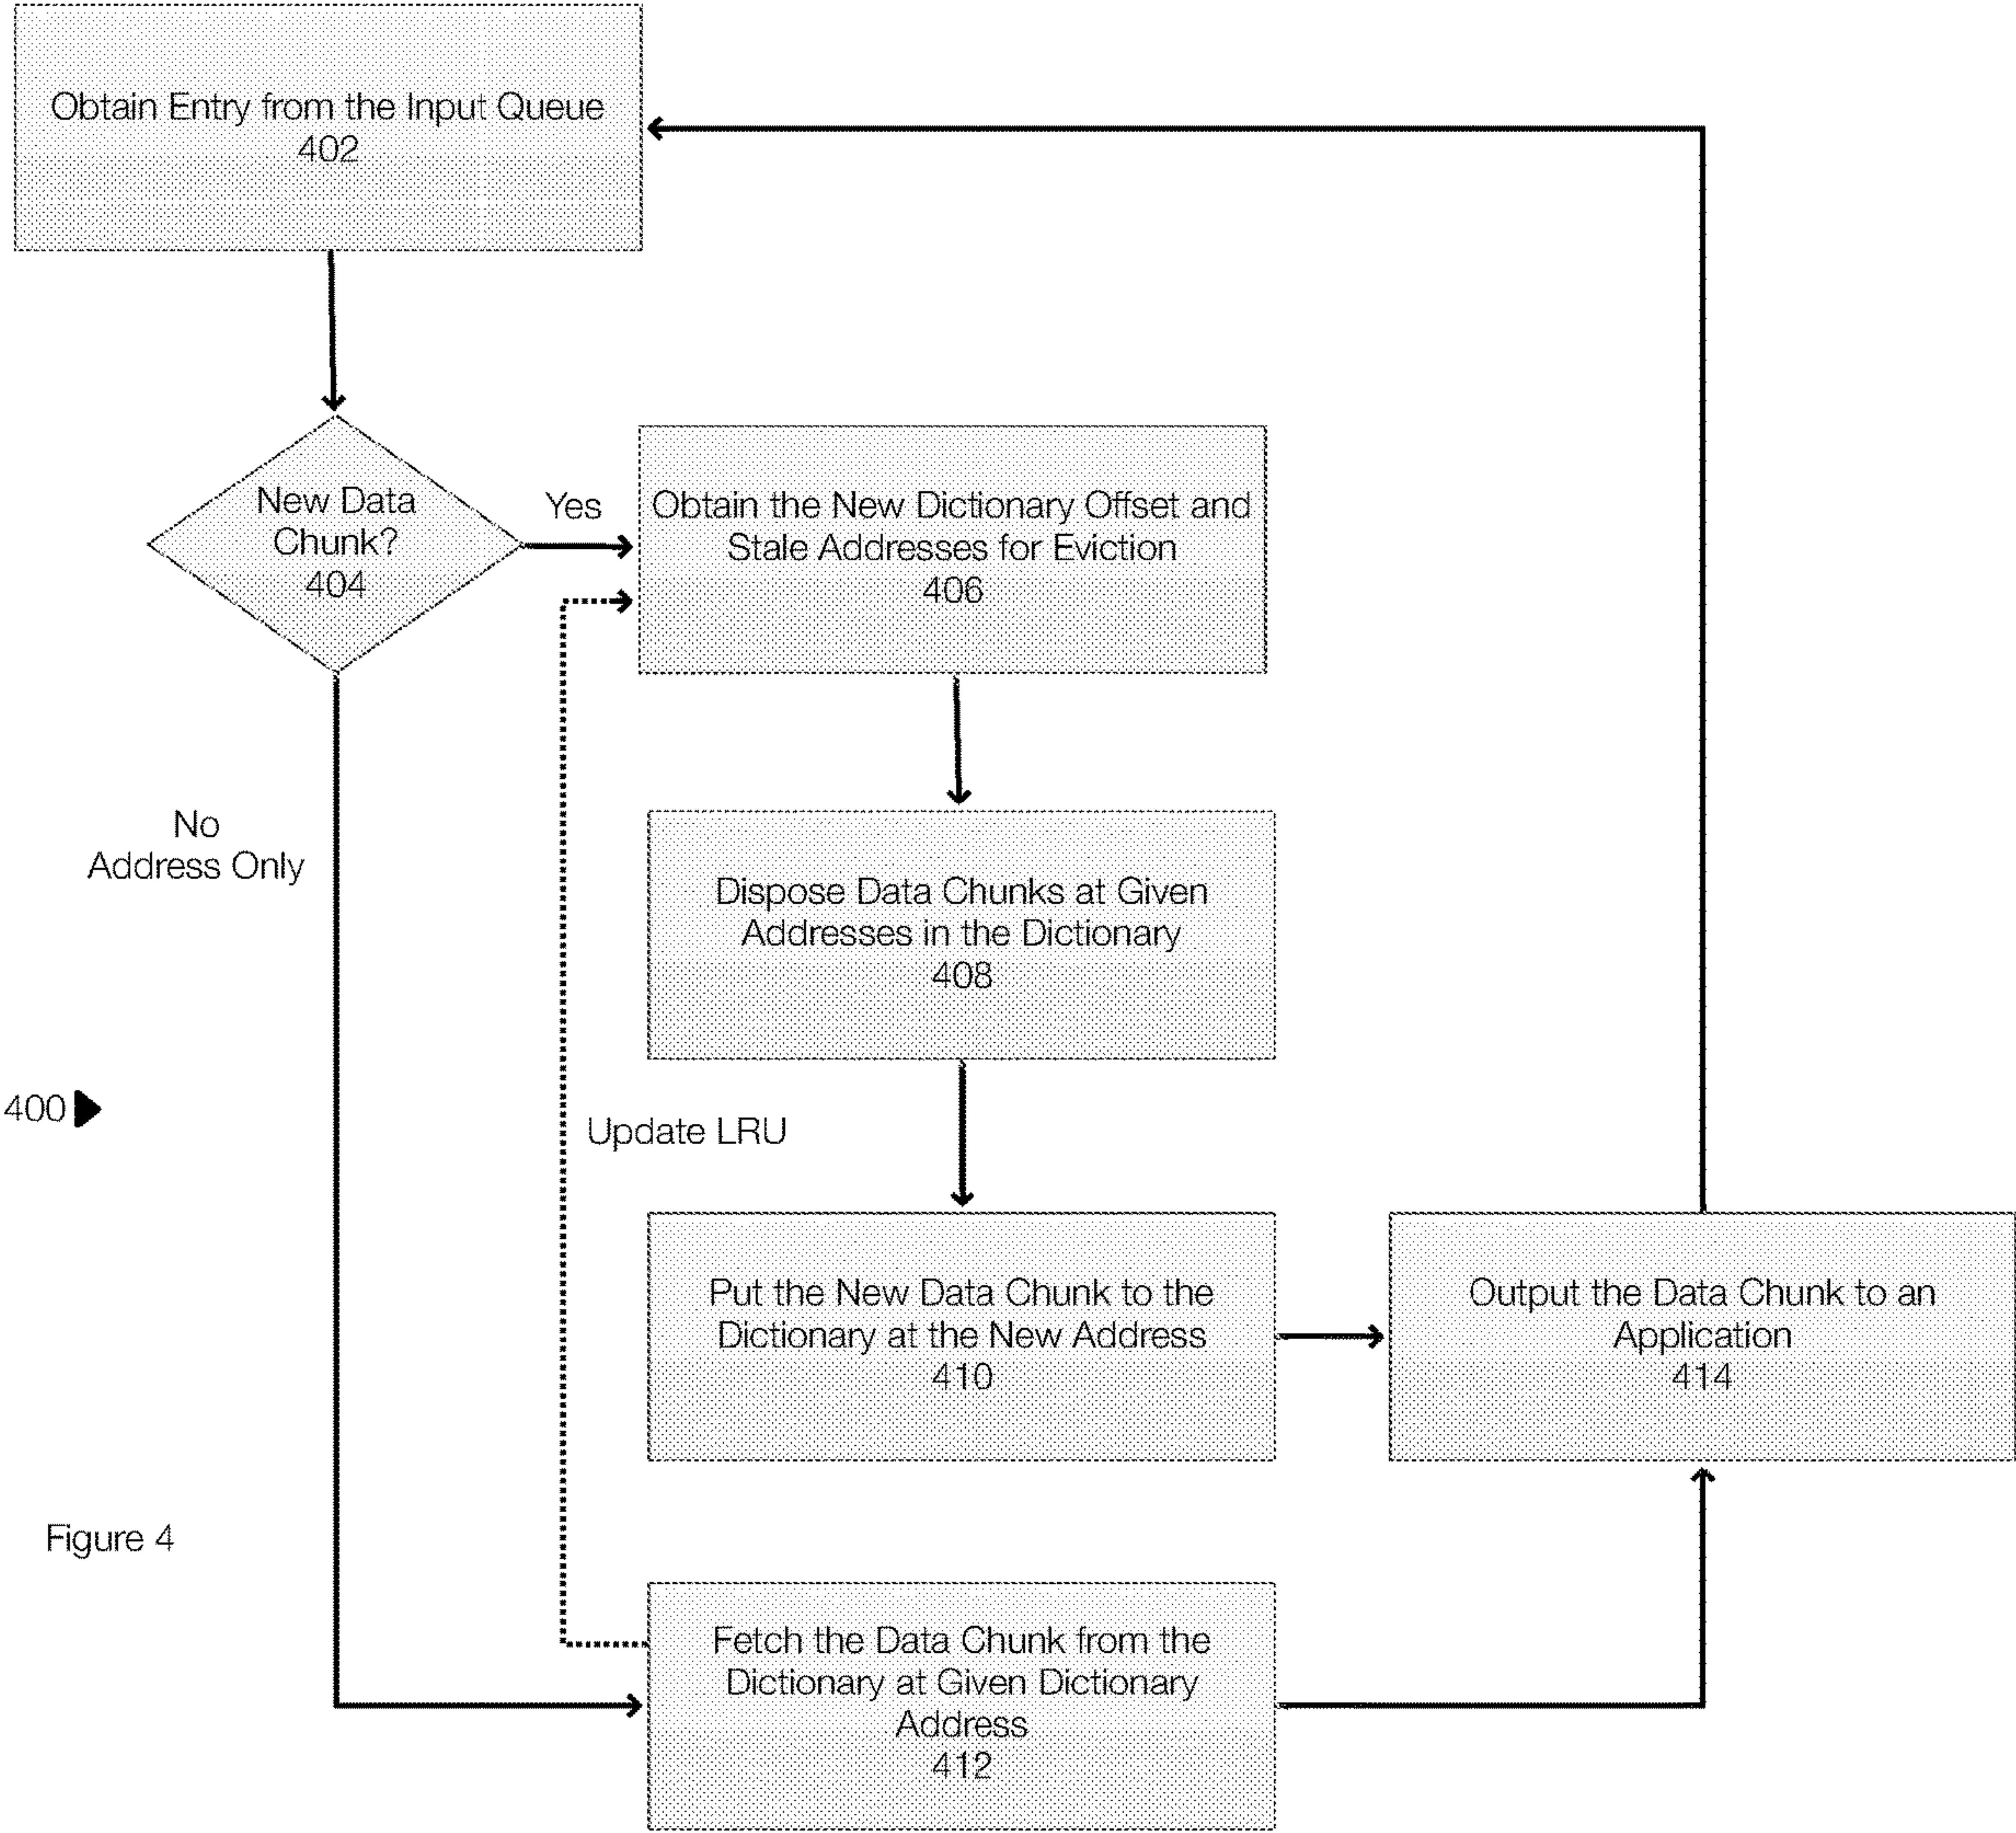 Obtain Entry from the Input Queue
402
New Data
Chunk?
404
Yes
Obtain the New Dictionary Offset and
Stale Addresses for Eviction
406
No
Address Only
Dispose Data Chunks at Given
Addresses in the Dictionary
408
400
Update LRU
Put the New Data Chunk to the
Dictionary at the New Address
410
Output the Data Chunk to an
Application
414
Figure 4
Fetch the Data Chunk from the
Dictionary at Given Dictionary
Address
412